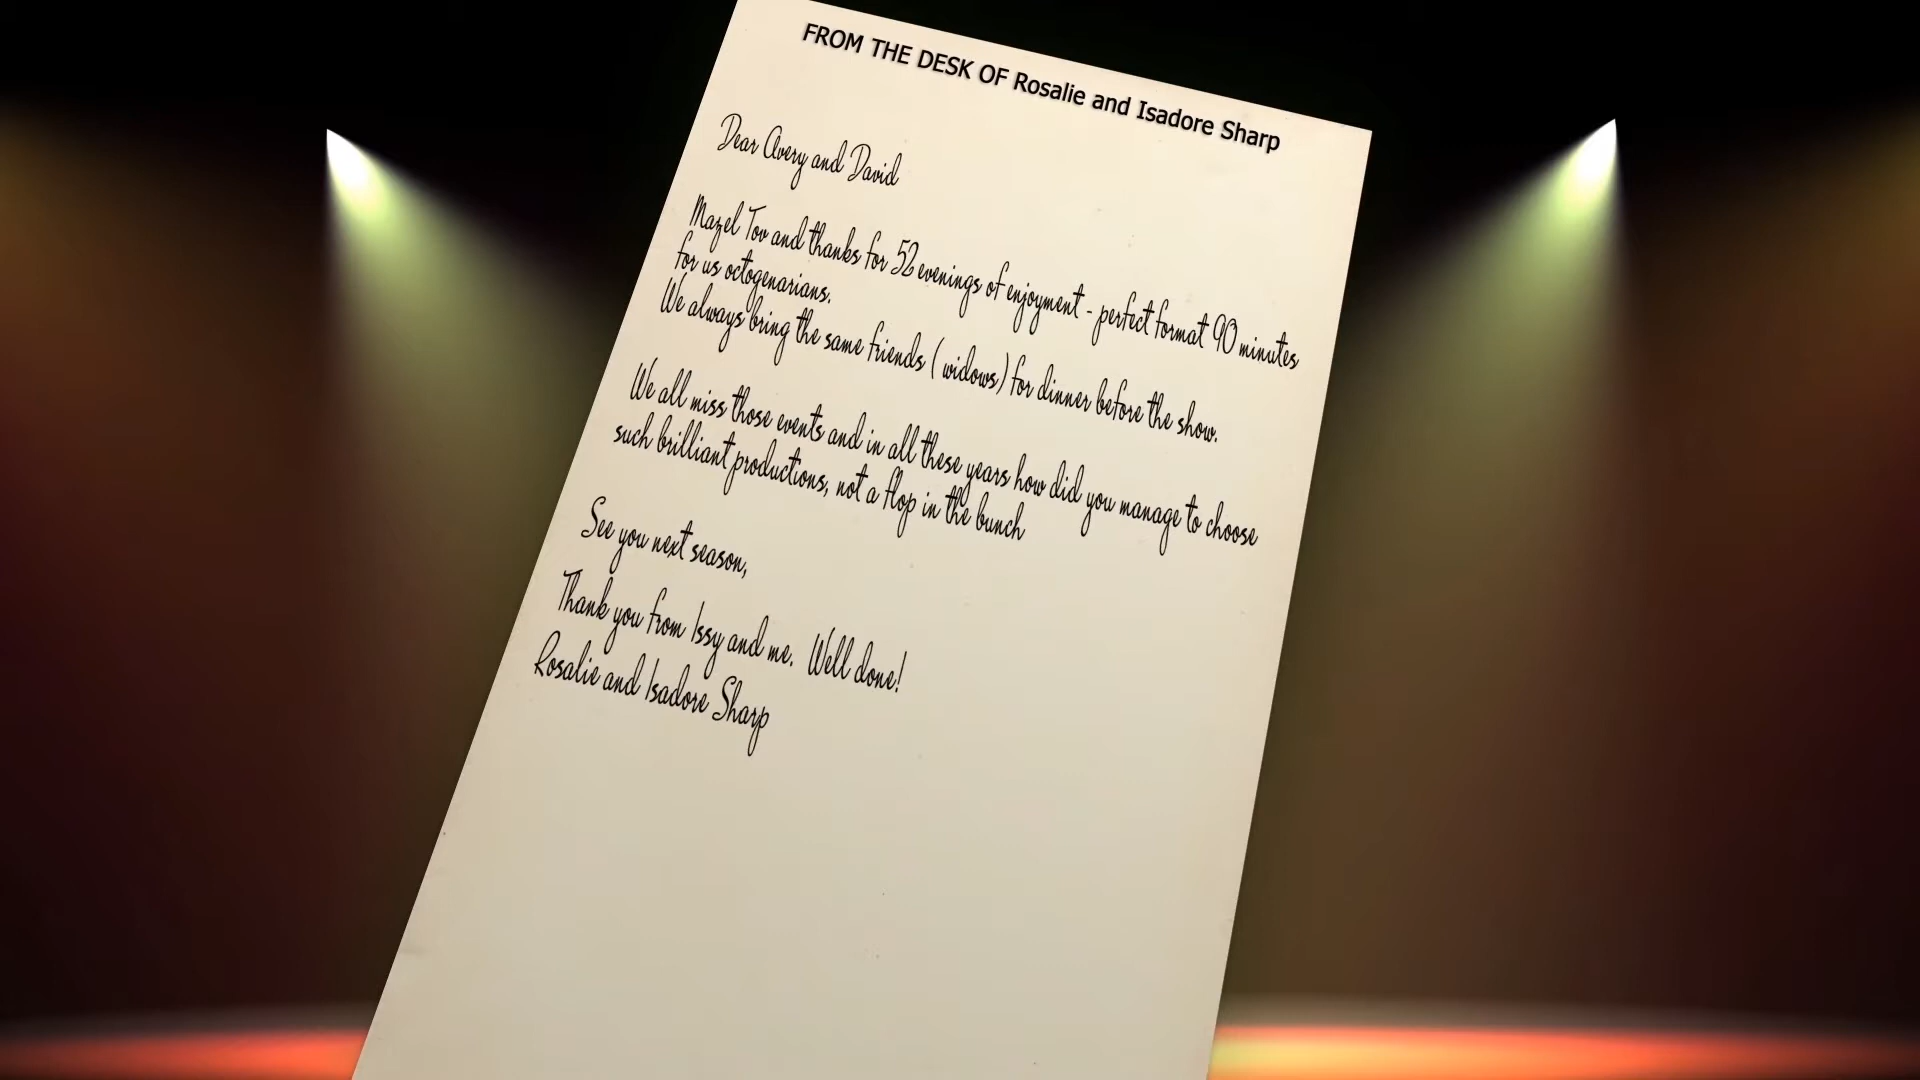 FROM THE DESK OF Rosalie and Isadore Sharp
Dear Avery and David
Mazel Tov and thanks for 52 evenings of enjoyment - perfect format 90 minutes
for us octogenarians.
We always bring the same friends ( widows) for dinner before the show.
We all miss those events and in all these years how did you manage to choose
such brilliant productions, not a flop in the bunch
See you next season,
Thank you from Issy and me. Well done!
Rosalie and Isadore Sharp